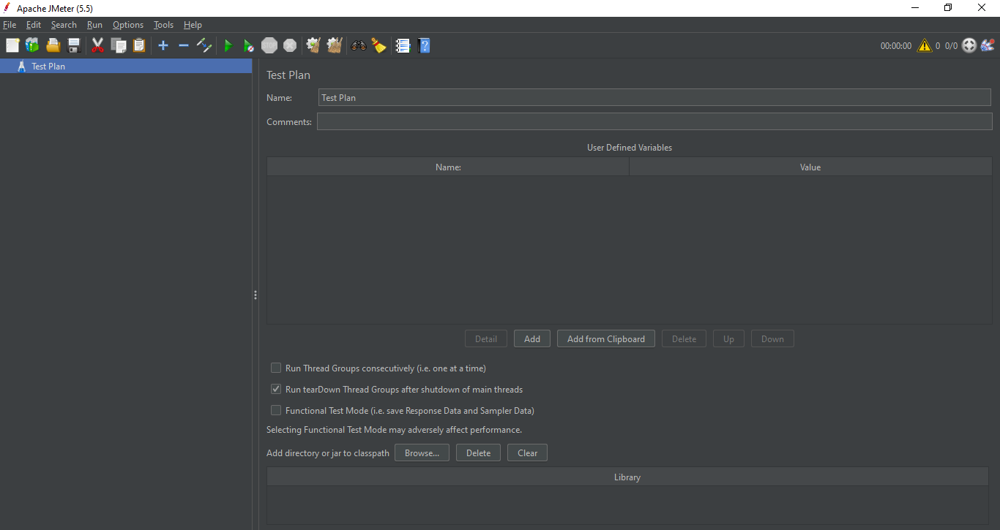 Apache JMeter (5.5)
File Edit Search Run Options Tools Help
STOP 00:00:00 0 0/0
Test Plan
Test Plan
Name: Test Plan
Comments:
User Defined Variables
Name: Value
Detail Add Add from Clipboard Delete Up Down
Run Thread Groups consecutively (i.e. one at a time)
Run tearDown Thread Groups after shutdown of main threads
Functional Test Mode (i.e. save Response Data and Sampler Data)
Selecting Functional Test Mode may adversely affect performance.
Add directory or jar to classpath Browse... Delete Clear
Library